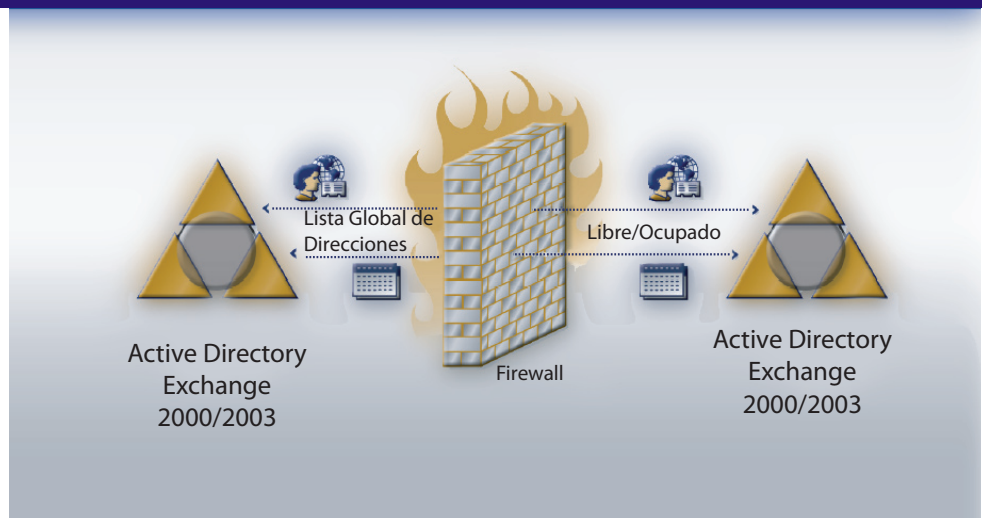 Lista Global de
Direcciones
Libre/Ocupado
Firewall
Active Directory
Exchange
2000/2003
Active Directory
Exchange
2000/2003